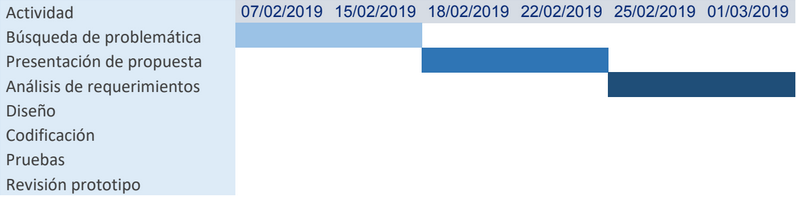 Actividad 07/02/2019 15/02/2019 18/02/2019 22/02/2019 25/02/2019 01/03/2019
Búsqueda de problemática
Presentación de propuesta
Análisis de requerimientos
Diseño
Codificación
Pruebas
Revisión prototipo